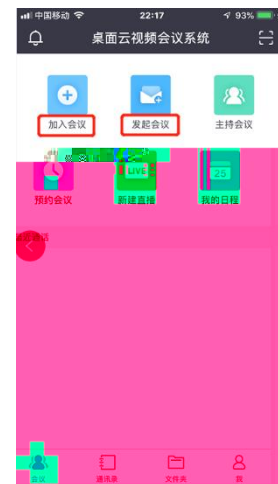 中国移动 22:17 93%
桌面云视频会议系统
加入会议 发起会议 主持会议
LIVE 25
预约会议 新建直播 我的日程
会议 通讯录 文件夹 我